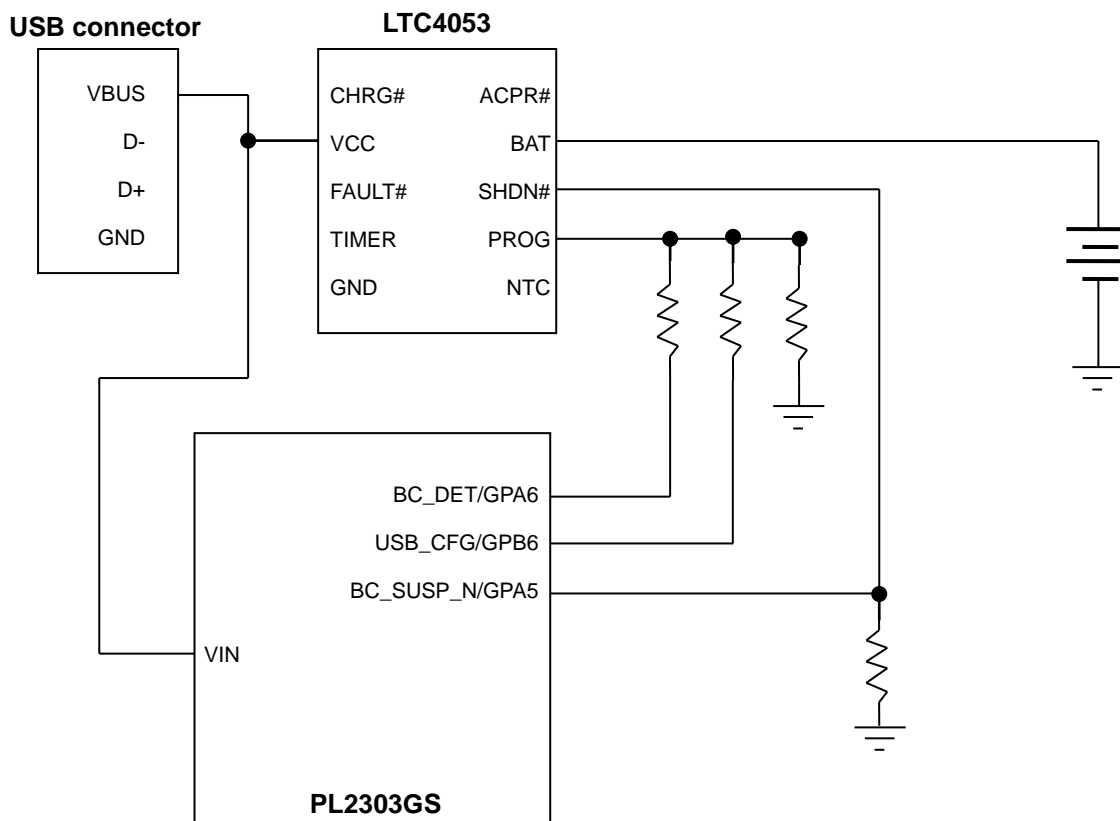 USB connector
VBUS
D-
D+
GND
LTC4053
CHRG#
ACPR#
VCC
BAT
FAULT#
SHDN#
TIMER
PROG
GND
NTC
BC_DET/GPA6
USB_CFG/GPB6
BC_SUSP_N/GPA5
VIN
PL2303GS